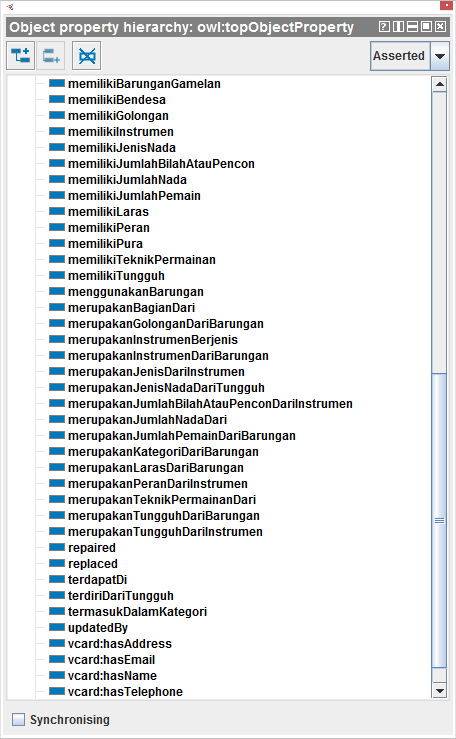 Object property hierarchy: owl:topObjectProperty
Asserted
memilikiBarunganGamelan
memilikiBendesa
memilikiGolongan
memilikiInstrumen
memilikiJenisNada
memilikiJumlahBilahAtauPencon
memilikiJumlahNada
memilikiJumlahPemain
memilikiLaras
memilikiPeran
memilikiPura
memilikiTeknikPermainan
memilikiTungguh
menggunakanBarungan
merupakanBagianDari
merupakanGolonganDariBarungan
merupakanInstrumenBerjenis
merupakanInstrumenDariBarungan
merupakanJenisDariInstrumen
merupakanJenisNadaDariTungguh
merupakanJumlahBilahAtauPenconDariInstrumen
merupakanJumlahNadaDari
merupakanJumlahPemainDariBarungan
merupakanKategoriDariBarungan
merupakanLarasDariBarungan
merupakanPeranDariInstrumen
merupakanTeknikPermainanDari
merupakanTungguhDariBarungan
merupakanTungguhDariInstrumen
repaired
replaced
terdapatDi
terdiriDariTungguh
termasukDalamKategori
updatedBy
vcard:hasAddress
vcard:hasEmail
vcard:hasName
vcard:hasTelephone
Synchronising